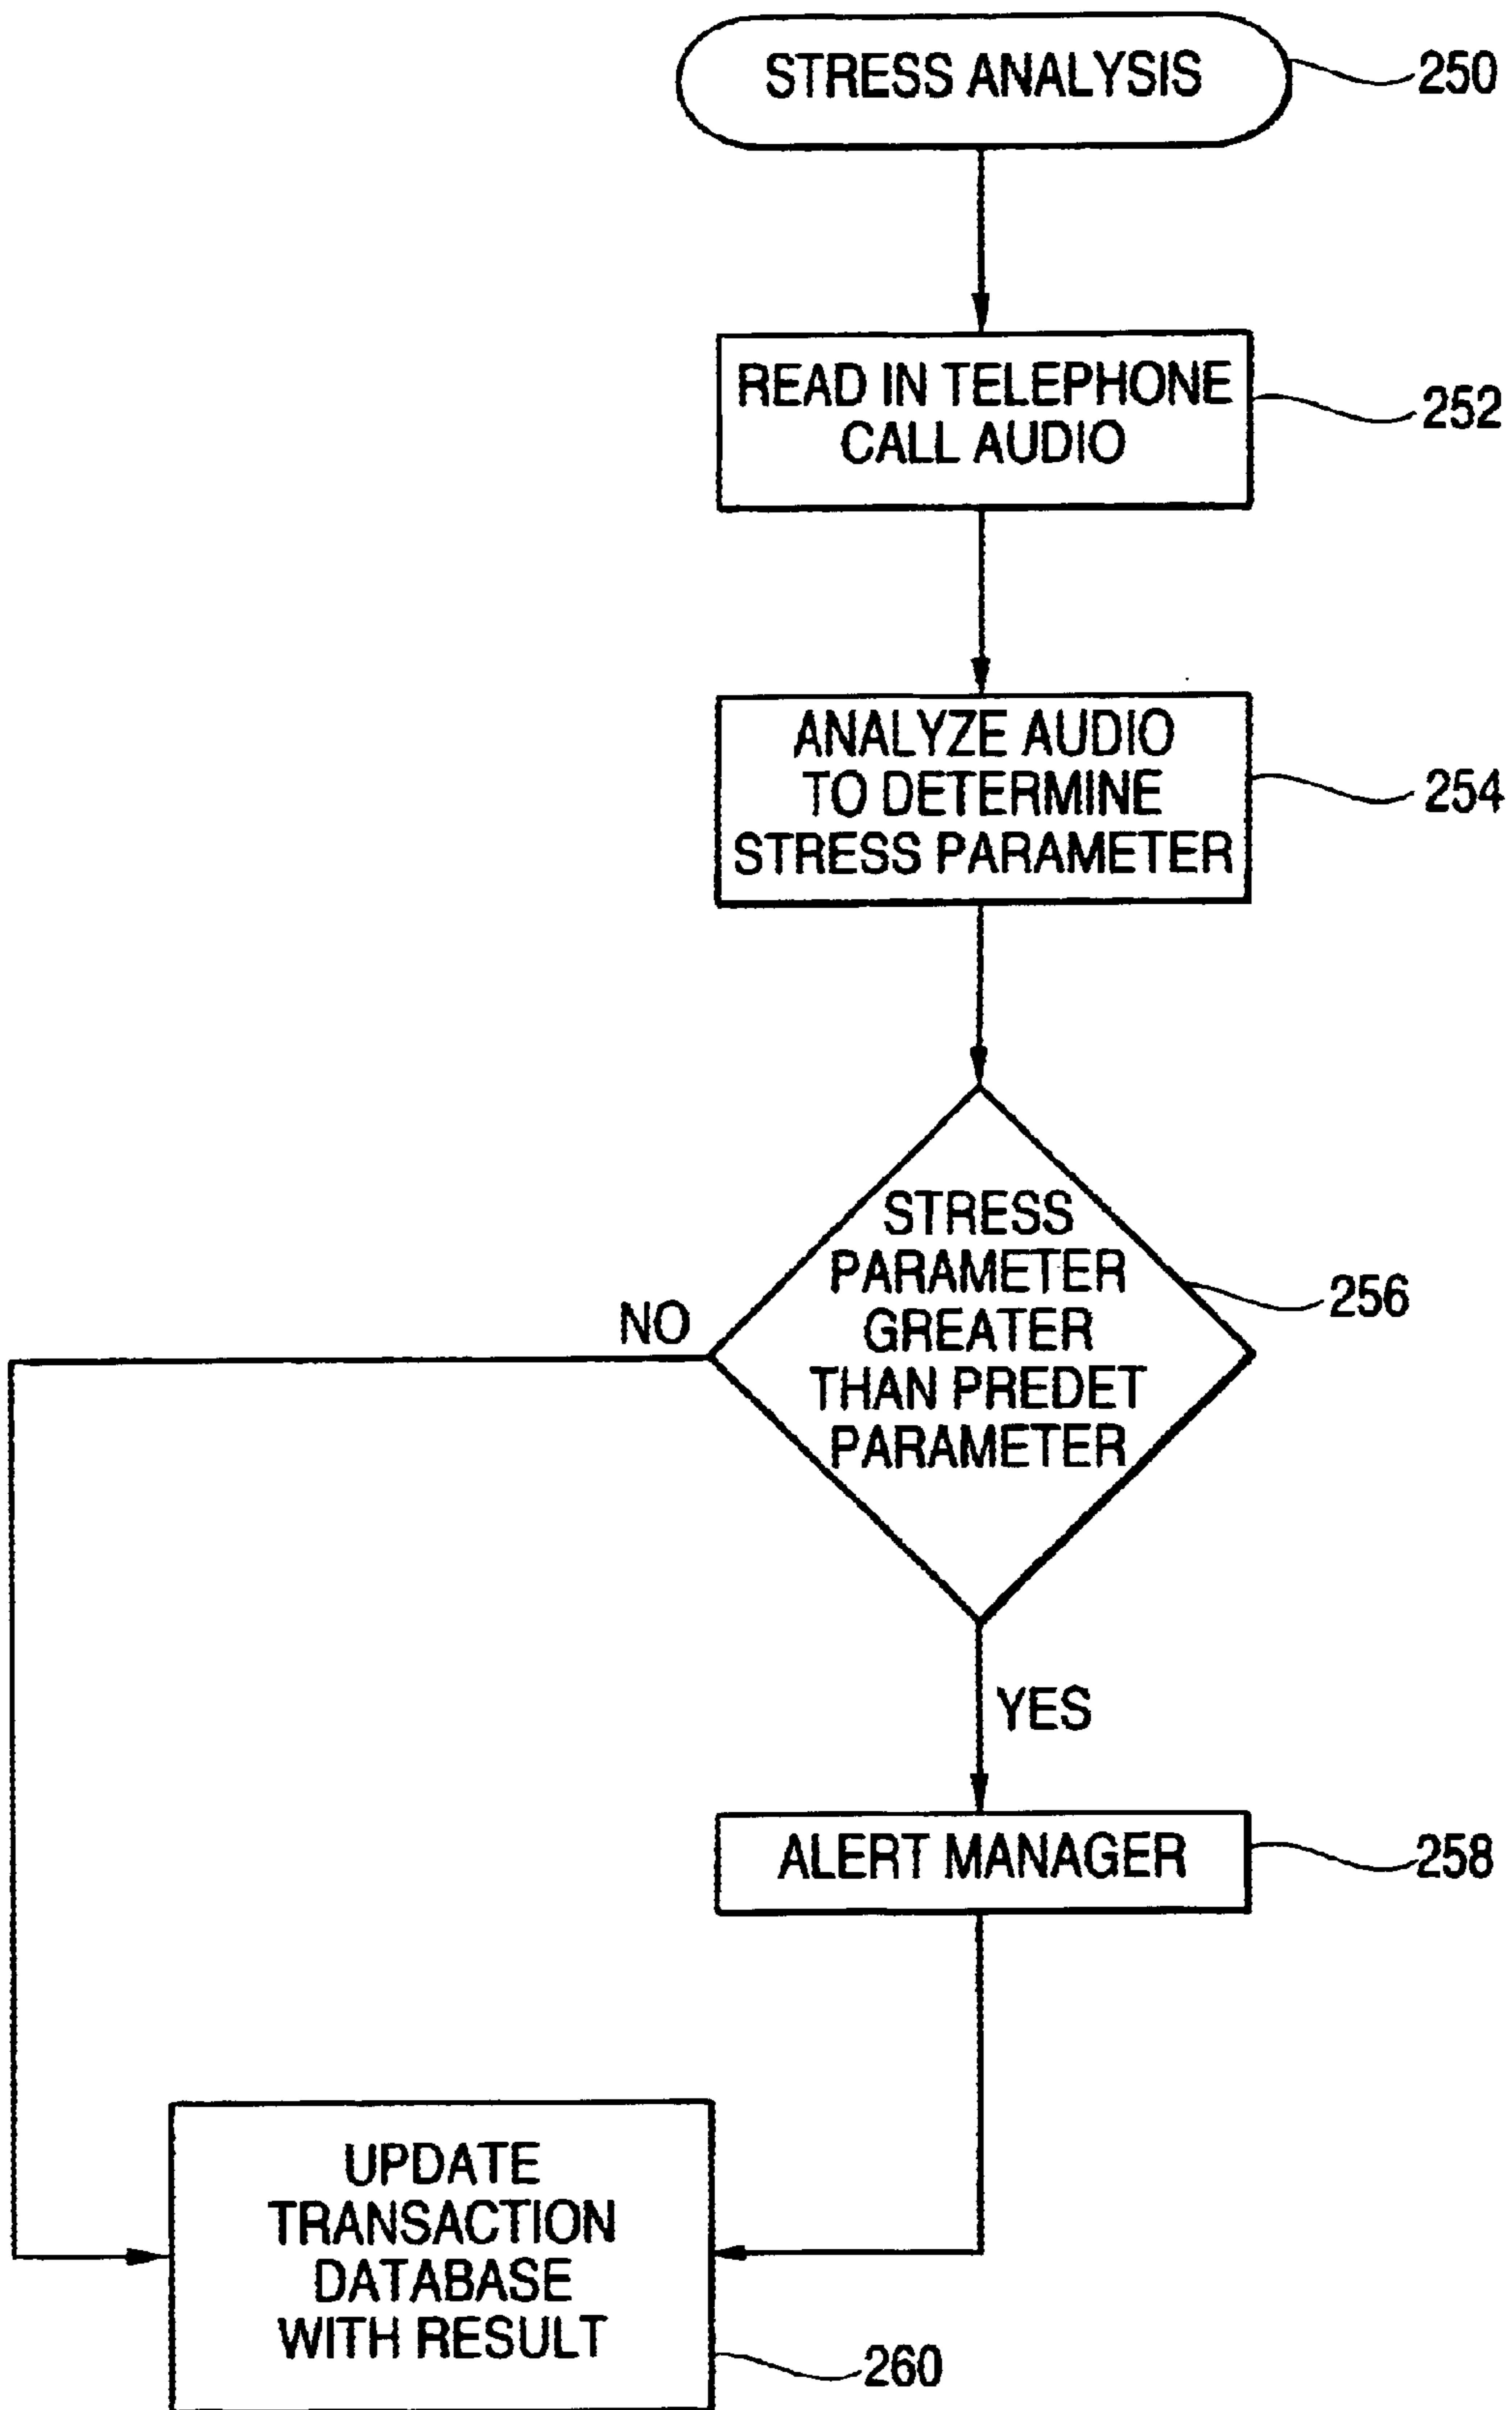 STRESS ANALYSIS
250
READ IN TELEPHONE
CALL AUDIO
252
ANALYZE AUDIO
TO DETERMINE
STRESS PARAMETER
254
STRESS
PARAMETER
GREATER
THAN PREDET
PARAMETER
256
NO
YES
ALERT MANAGER
258
UPDATE
TRANSACTION
DATABASE
WITH RESULT
260